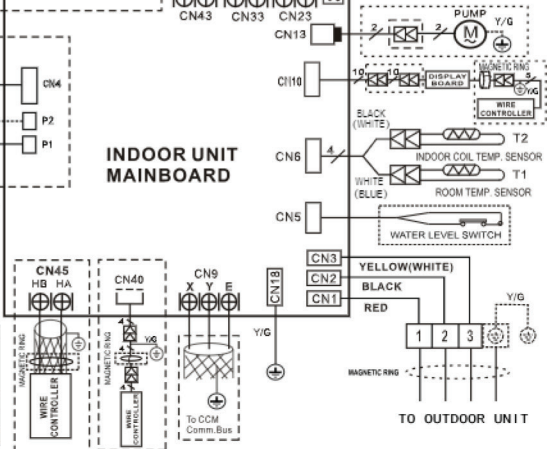 CN43 CN33 CN23
CN13
2
2
PUMP
M
Y/G
CN4
P2
P1
CN10
10
10
DISPLAY
BOARD
MAGNETIC RING
5
Y/G
WIRE
CONTROLLER
INDOOR UNIT
MAINBOARD
BLACK
(WHITE)
CN6
4
T2
INDOOR COIL TEMP. SENSOR
T1
WHITE
(BLUE)
ROOM TEMP. SENSOR
CN5
WATER LEVEL SWITCH
CN45
HB HA
CN40
CN9
X Y E
CN18
CN3
YELLOW(WHITE)
CN2
BLACK
CN1
RED
Y/G
MAGNETIC RING
WIRE
CONTROLLER
MAGNETIC RING
4
Y/G
4
WIRE
CONTROLLER
To CCM
Comm.Bus
Y/G
1 2 3
MAGNETIC RING
TO OUTDOOR UNIT